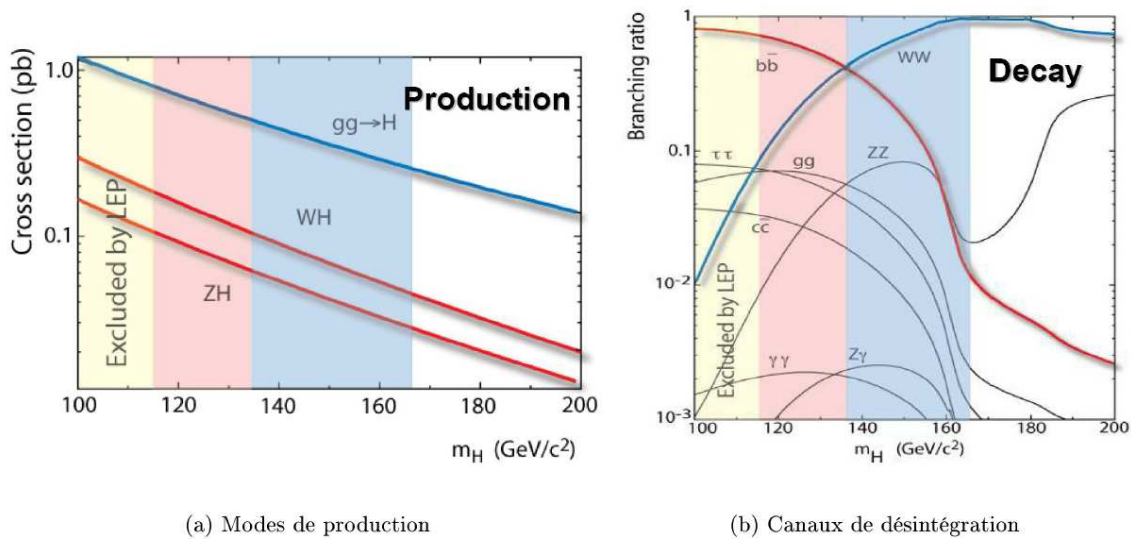 Cross section (pb)
1.0
0.1
Production
gg→H
WH
ZH
Excluded by LEP
100 120 140 160 180 200
m_H (GeV/c²)
(a) Modes de production
Branching ratio
1
0.1
10⁻²
10⁻³
Decay
bb̄
WW
ττ
gg
ZZ
cc̄
Excluded by LEP
γγ
Zγ
100 120 140 160 180 200
m_H (GeV/c²)
(b) Canaux de désintégration